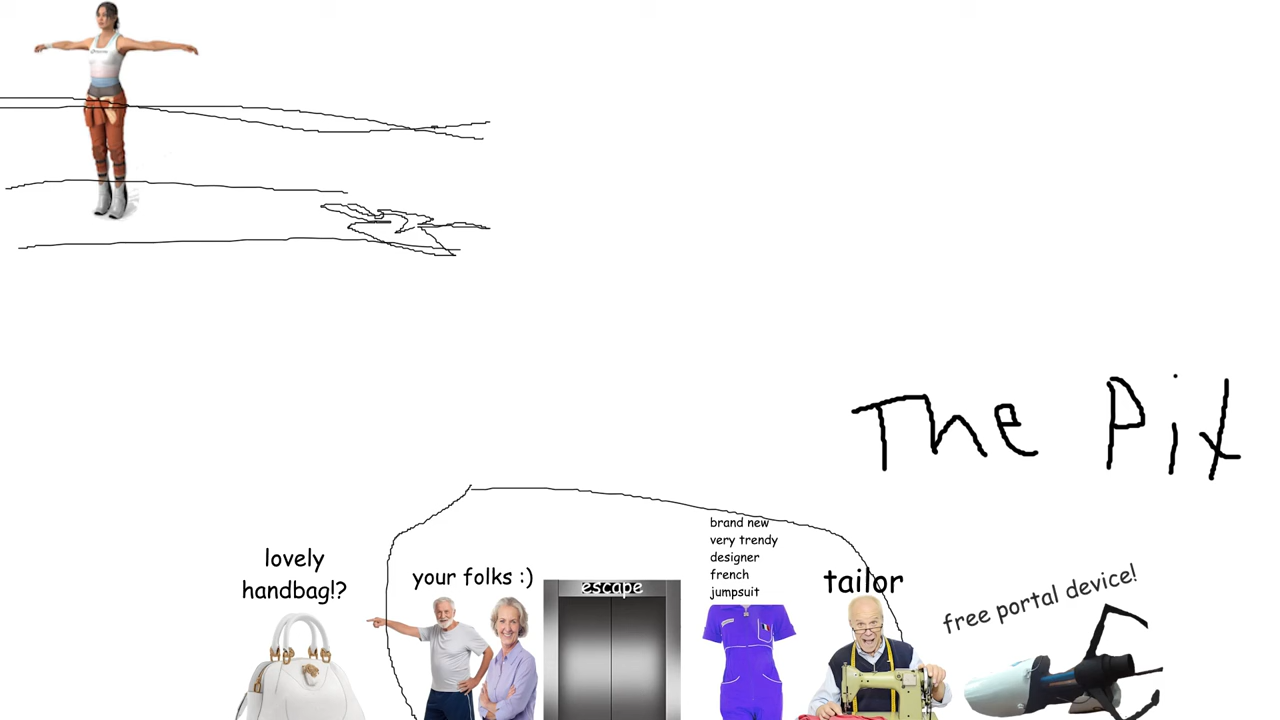 The Pit
brand new
very trendy
designer
french
jumpsuit
lovely
handbag!?
your folks :)
escape
tailor
free portal device!